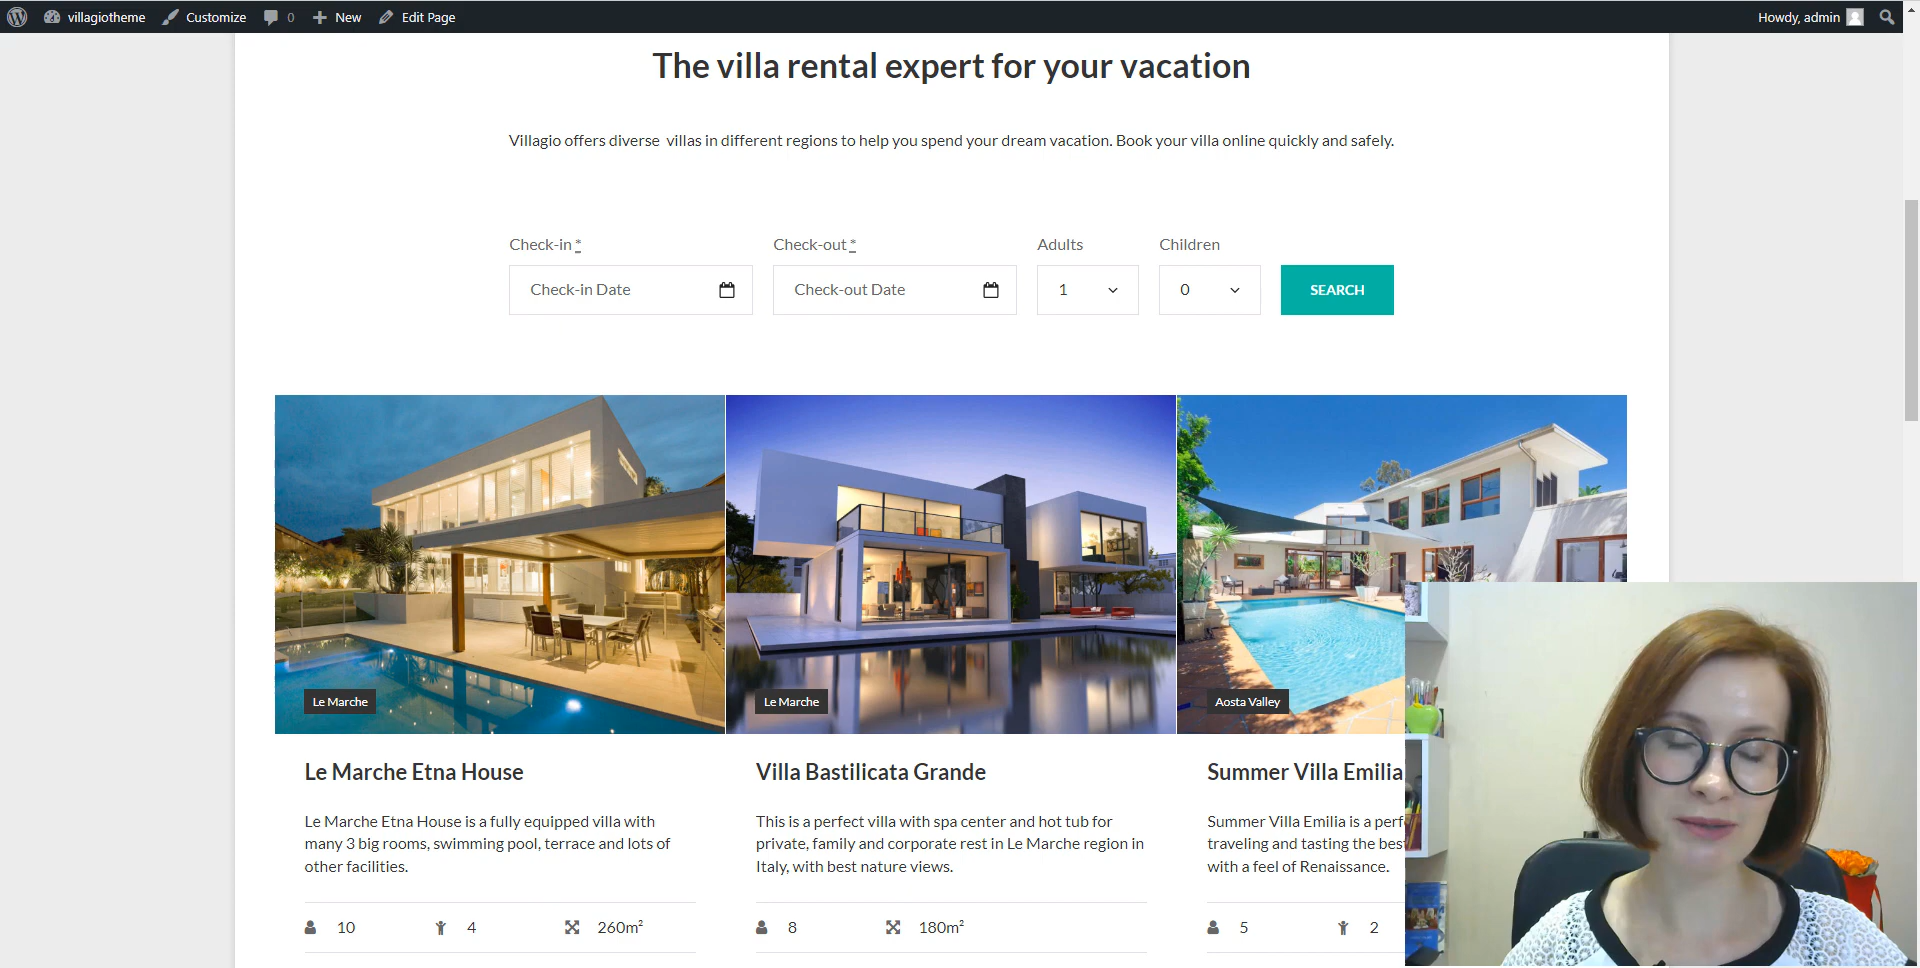 villagiotheme Customize 0 New Edit Page Howdy, admin
The villa rental expert for your vacation
Villagio offers diverse villas in different regions to help you spend your dream vacation. Book your villa online quickly and safely.
Check-in * Check-out * Adults Children
Check-in Date Check-out Date 1 0 SEARCH
Le Marche Le Marche Aosta Valley
Le Marche Etna House
Le Marche Etna House is a fully equipped villa with
many 3 big rooms, swimming pool, terrace and lots of
other facilities.
10 4 260m²
Villa Bastilicata Grande
This is a perfect villa with spa center and hot tub for
private, family and corporate rest in Le Marche region in
Italy, with best nature views.
8 180m²
Summer Villa Emilia
Summer Villa Emilia is a
traveling and tasting the best
with a feel of Renaissance.
5 2